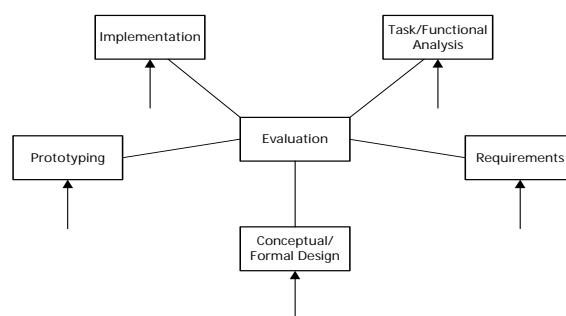 Implementation
Task/Functional
Analysis
Evaluation
Prototyping
Requirements
Conceptual/
Formal Design